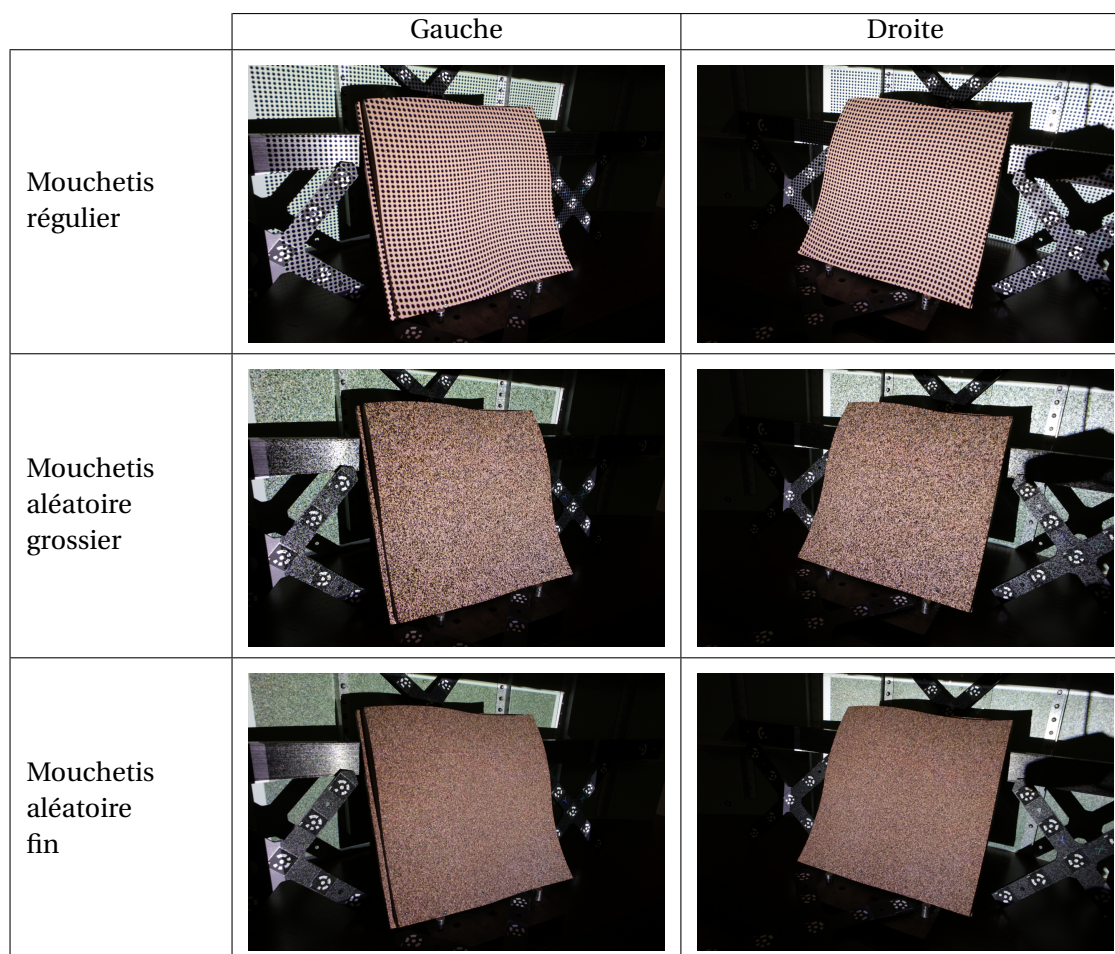 Gauche
Droite
Mouchetis
régulier
Mouchetis
aléatoire
grossier
Mouchetis
aléatoire
fin